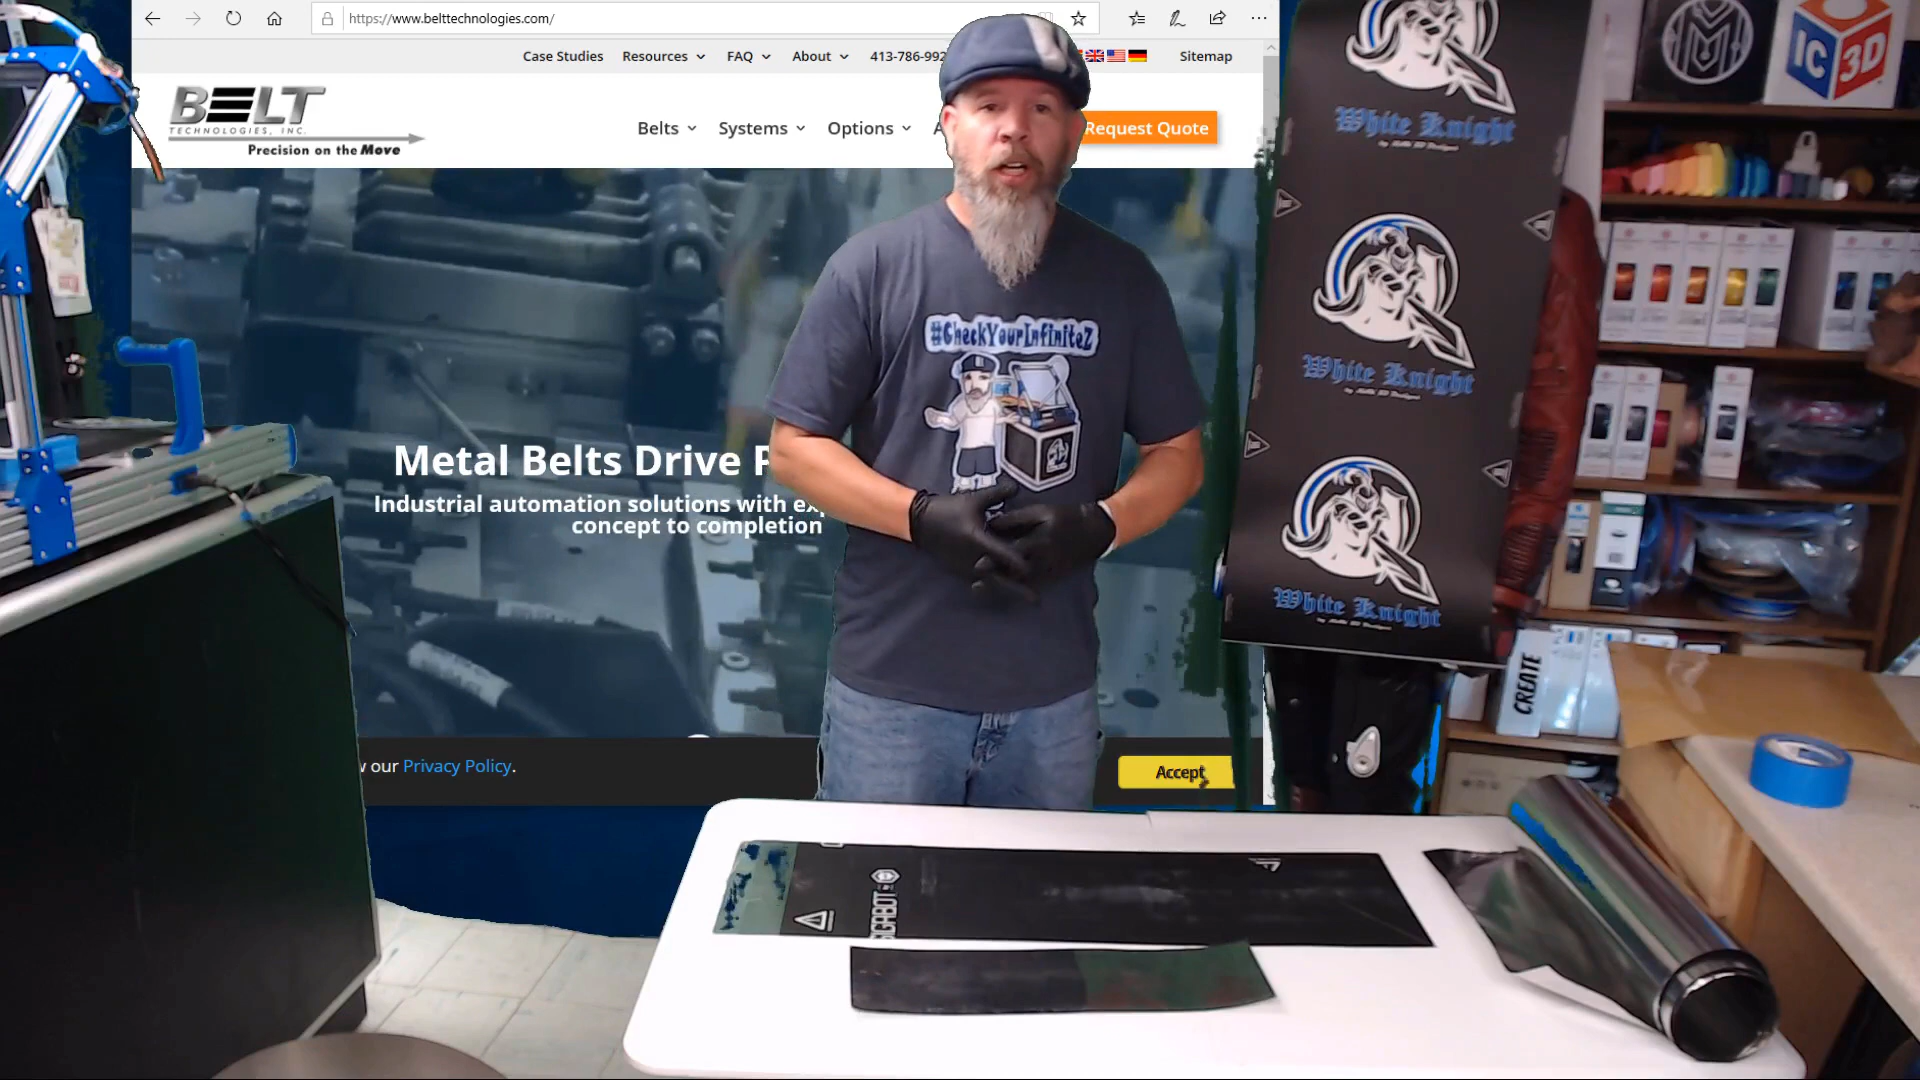 https://www.belttechnologies.com/
Case Studies Resources FAQ About 413-786-992 Sitemap
BELT
TECHNOLOGIES, INC.
Precision on the Move
Belts Systems Options Request Quote
Metal Belts Drive
Industrial automation solutions with
concept to completion
our Privacy Policy.
Accept
#CheckYourInfiniteZ
White Knight
White Knight
White Knight
IC
3D
CREATE